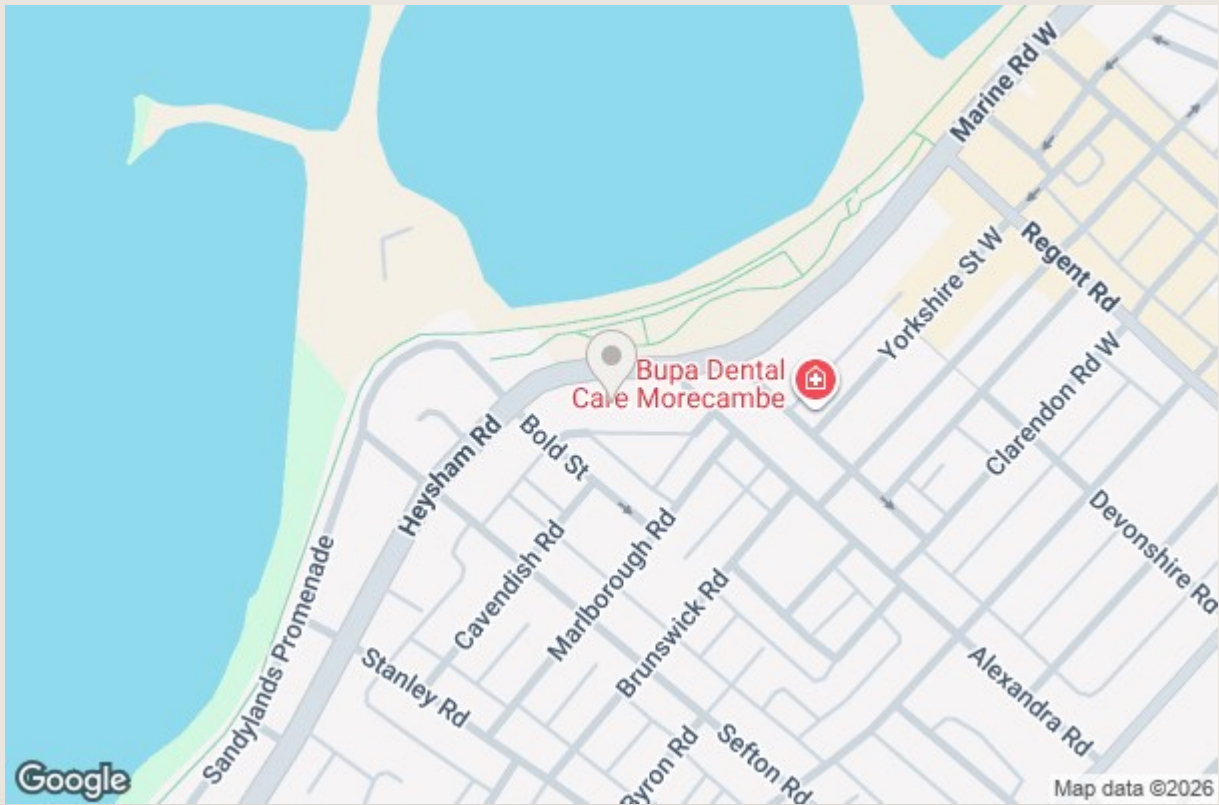 Marine Rd W
Regent Rd
Yorkshire St W
Bupa Dental
Care Morecambe
Clarendon Rd W
Heysham Rd
Bold St
Devonshire Rd
Cavendish Rd
Marlborough Rd
Brunswick Rd
Sandylands Promenade
Stanley Rd
Alexandra Rd
Sefton Rd
Byron Rd
Google
Map data ©2026